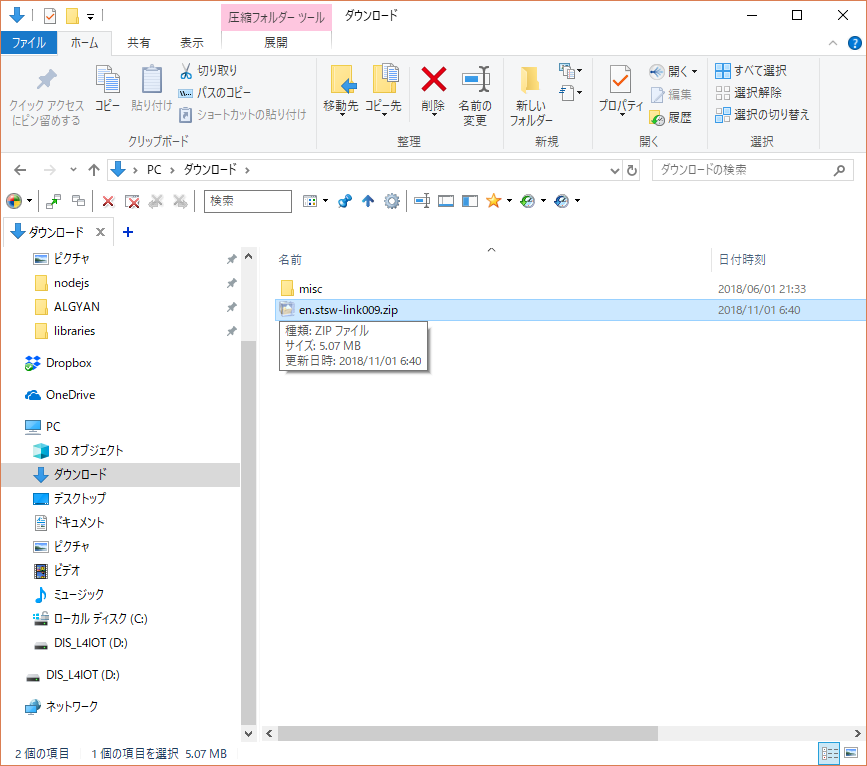 圧縮フォルダー ツール
ダウンロード
ファイル
ホーム
共有
表示
展開
クイック アクセス
にピン留めする
コピー
貼り付け
切り取り
パスのコピー
ショートカットの貼り付け
移動先
コピー先
削除
名前の
変更
新しい
フォルダー
プロパティ
開く
編集
履歴
すべて選択
選択解除
選択の切り替え
クリップボード
整理
新規
開く
選択
PC
ダウンロード
ダウンロードの検索
検索
ダウンロード
ピクチャ
nodejs
ALGYAN
libraries
Dropbox
OneDrive
PC
3D オブジェクト
ダウンロード
デスクトップ
ドキュメント
ピクチャ
ビデオ
ミュージック
ローカル ディスク (C:)
DIS_L4IOT (D:)
DIS_L4IOT (D:)
ネットワーク
名前
日付時刻
misc
2018/06/01 21:33
en.stsw-link009.zip
2018/11/01 6:40
種類: ZIP ファイル
サイズ: 5.07 MB
更新日時: 2018/11/01 6:40
2 個の項目
1 個の項目を選択 5.07 MB